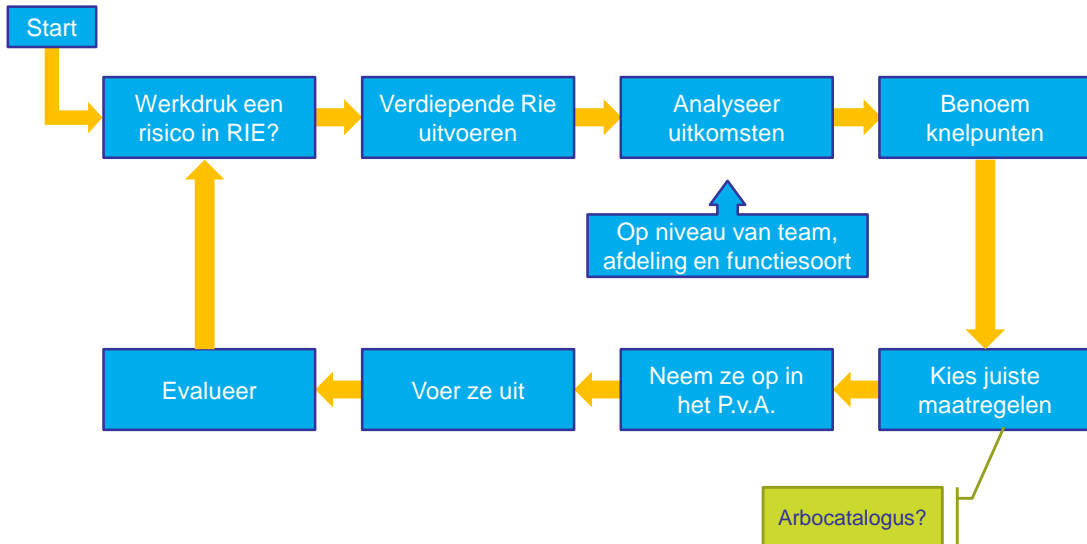 Start
Werkdruk een
risico in RIE?
Verdiepende Rie
uitvoeren
Analyseer
uitkomsten
Benoem
knelpunten
Op niveau van team,
afdeling en functiesoort
Evalueer
Voer ze uit
Neem ze op in
het P.v.A.
Kies juiste
maatregelen
Arbocatalogus?